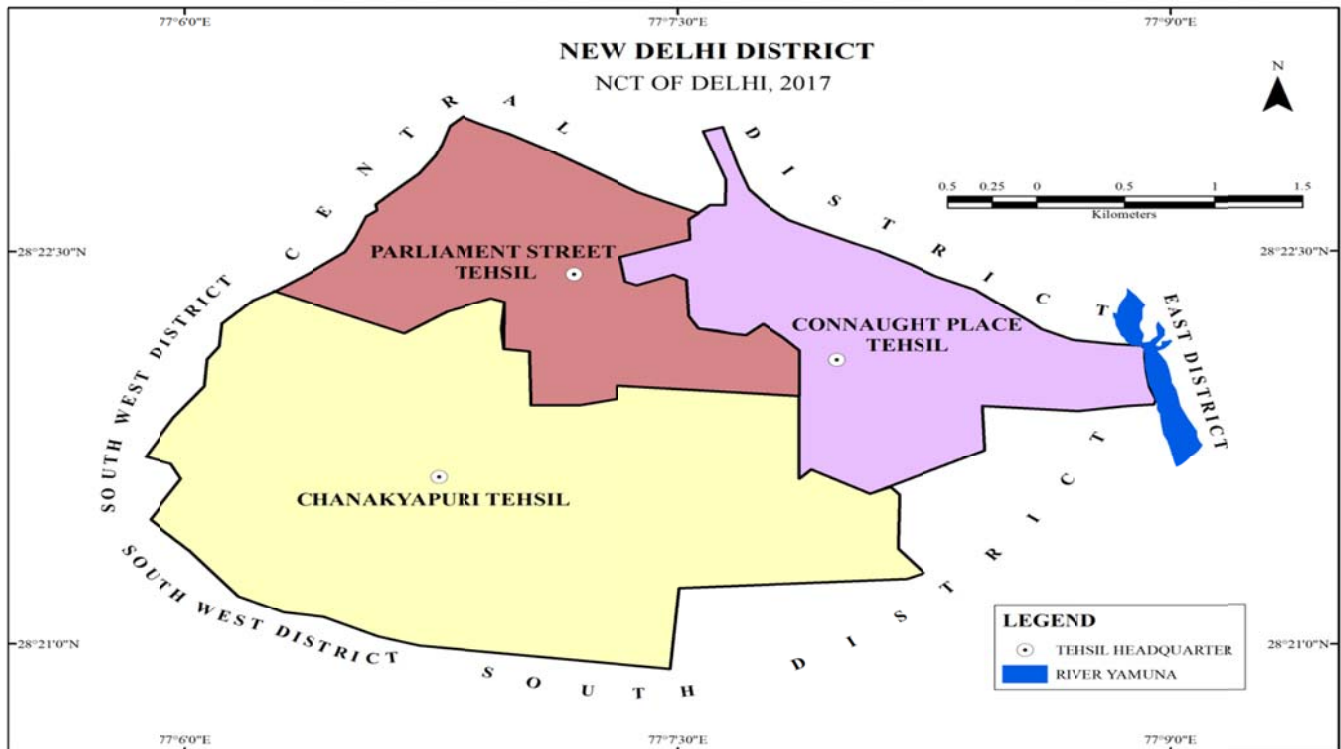 77°6'0"E 77°7'30"E 77°9'0"E
NEW DELHI DISTRICT
NCT OF DELHI, 2017
N
CENTRAL DISTRICT
0.5 0.25 0 0.5 1 1.5
Kilometers
28°22'30"N 28°22'30"N
PARLIAMENT STREET
TEHSIL
SOUTH WEST DISTRICT
EAST DISTRICT
CONNAUGHT PLACE
TEHSIL
CHANAKYAPURI TEHSIL
SOUTH WEST DISTRICT
SOUTH DISTRICT
LEGEND
TEHSIL HEADQUARTER
RIVER YAMUNA
28°21'0"N 28°21'0"N
77°6'0"E 77°7'30"E 77°9'0"E